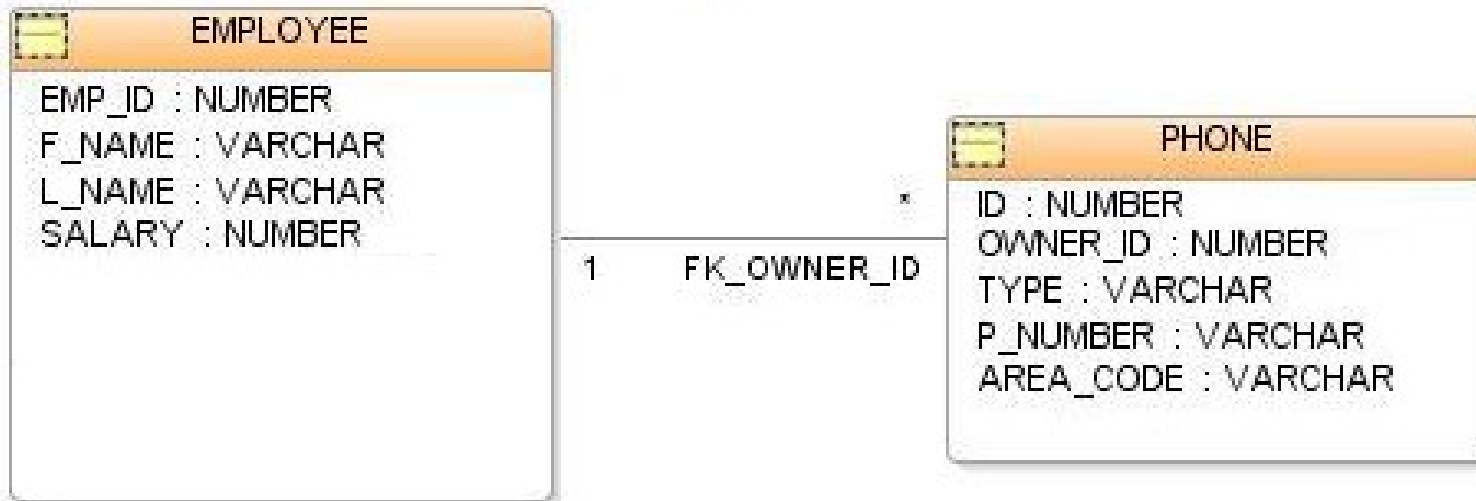 EMPLOYEE
EMP_ID : NUMBER
F_NAME : VARCHAR
L_NAME : VARCHAR
SALARY : NUMBER
*
1 FK_OWNER_ID
PHONE
ID : NUMBER
OWNER_ID : NUMBER
TYPE : VARCHAR
P_NUMBER : VARCHAR
AREA_CODE : VARCHAR